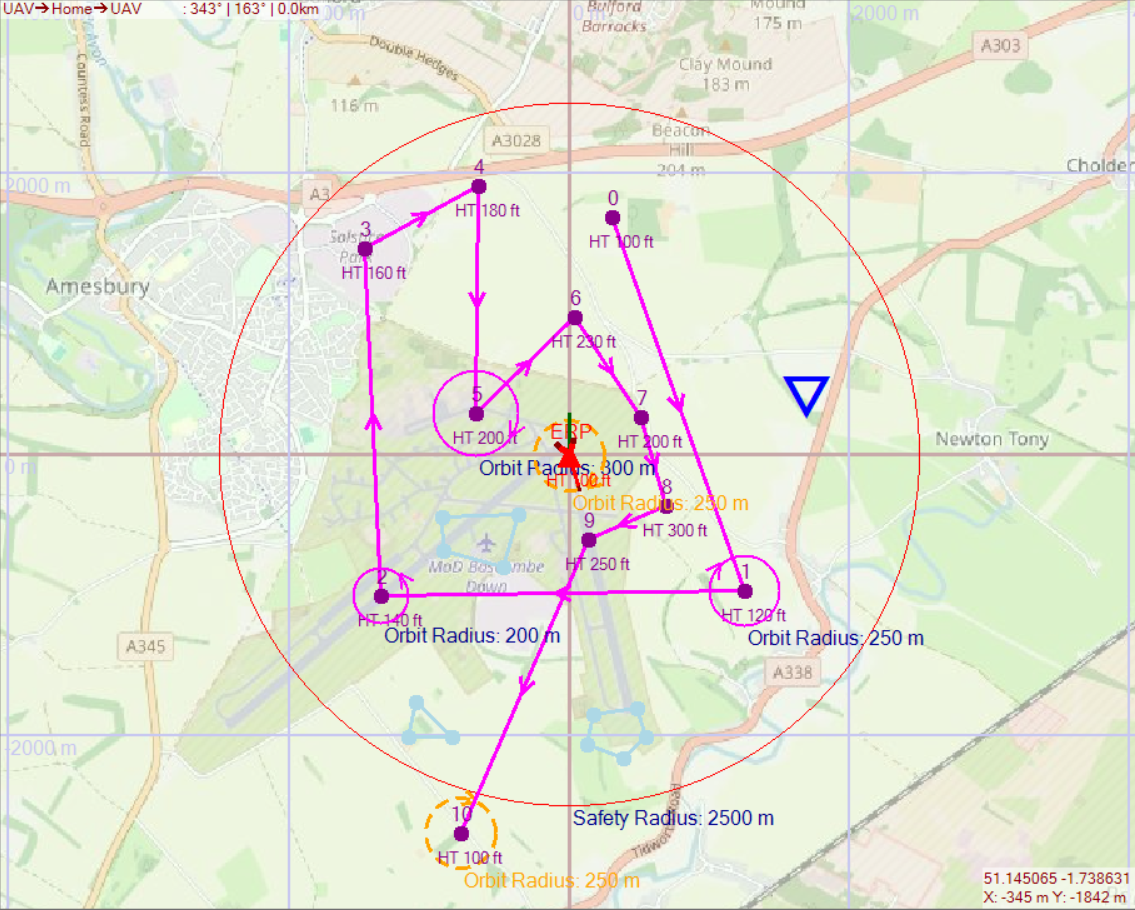 UAV→Home→UAV : 343° | 163° | 0.0km
0 m
2000 m
Bulford
Barracks
Mound
175 m
A303
Double Hedges
Clay Mound
183 m
116 m
Countess Road
A3028
Beacon
Hill
204 m
Cholder
2000 m
4
A3
HT 180 ft
0
HT 100 ft
3
HT 160 ft
Amesbury
6
HT 230 ft
5
HT 200 ft
7
HT 200 ft
ERP
Newton Tony
0 m
Orbit Radius: 300 m
HT 100 ft
8
Orbit Radius: 250 m
HT 300 ft
9
HT 250 ft
MoD Boscombe
Down
2
HT 140 ft
Orbit Radius: 200 m
1
HT 120 ft
Orbit Radius: 250 m
A345
A338
-2000 m
10
HT 100 ft
Orbit Radius: 250 m
Safety Radius: 2500 m
51.145065 -1.738631
X: -345 m Y: -1842 m